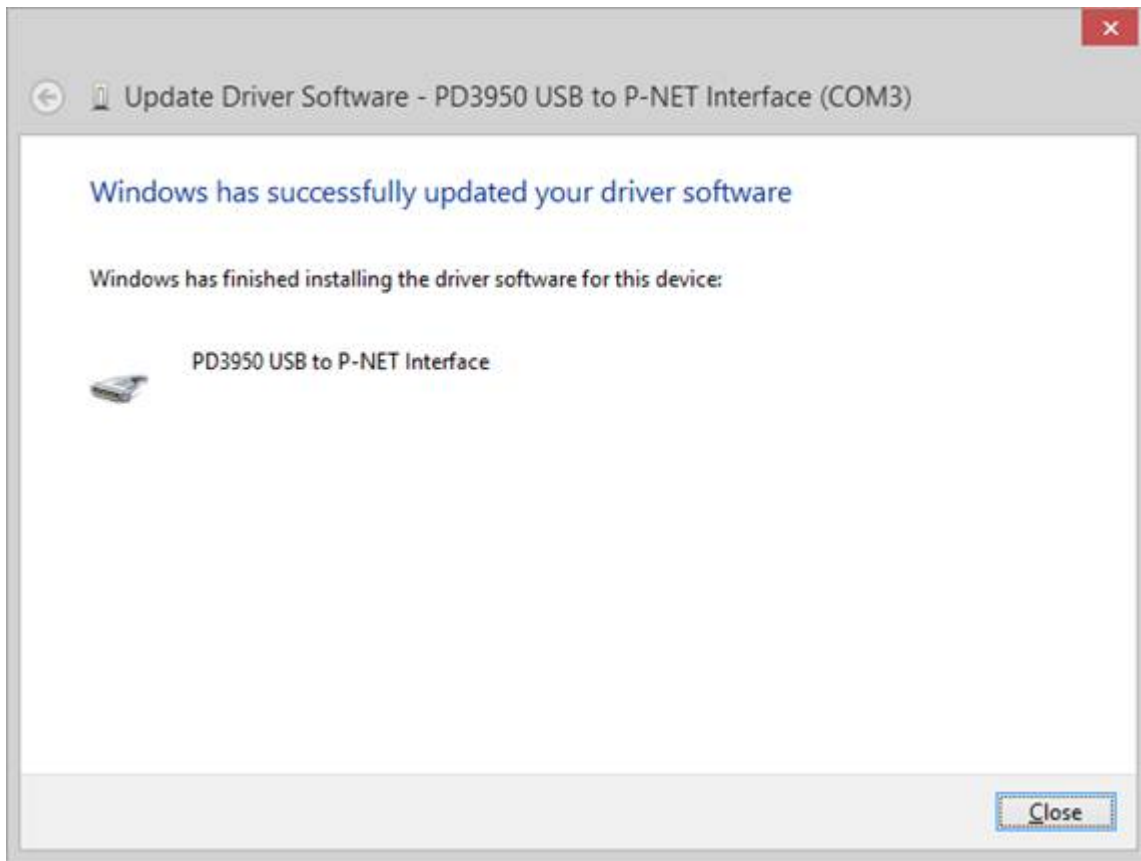 Update Driver Software - PD3950 USB to P-NET Interface (COM3)
Windows has successfully updated your driver software
Windows has finished installing the driver software for this device:
PD3950 USB to P-NET Interface
Close